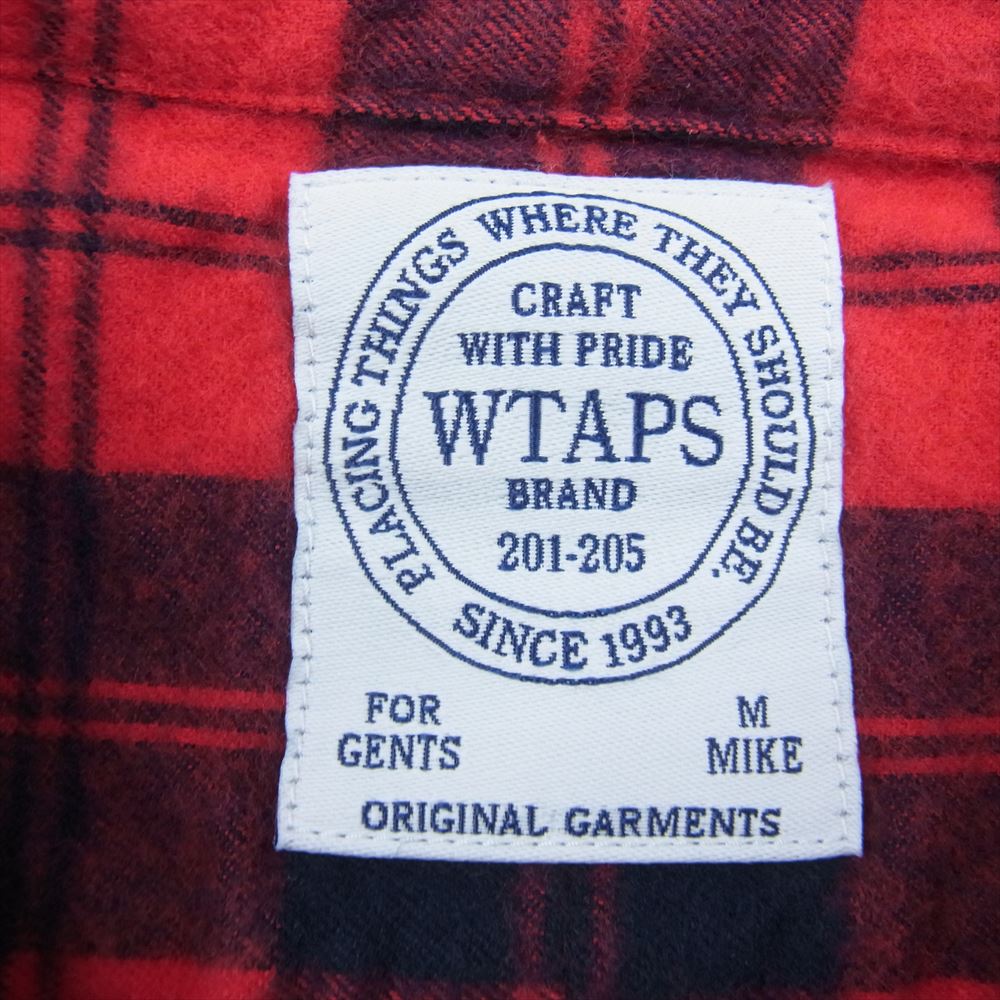 PLACING THINGS WHERE THEY SHOULD BE.
CRAFT
WITH PRIDE
WTAPS
BRAND
201-205
SINCE 1993
FOR
GENTS
M
MIKE
ORIGINAL GARMENTS